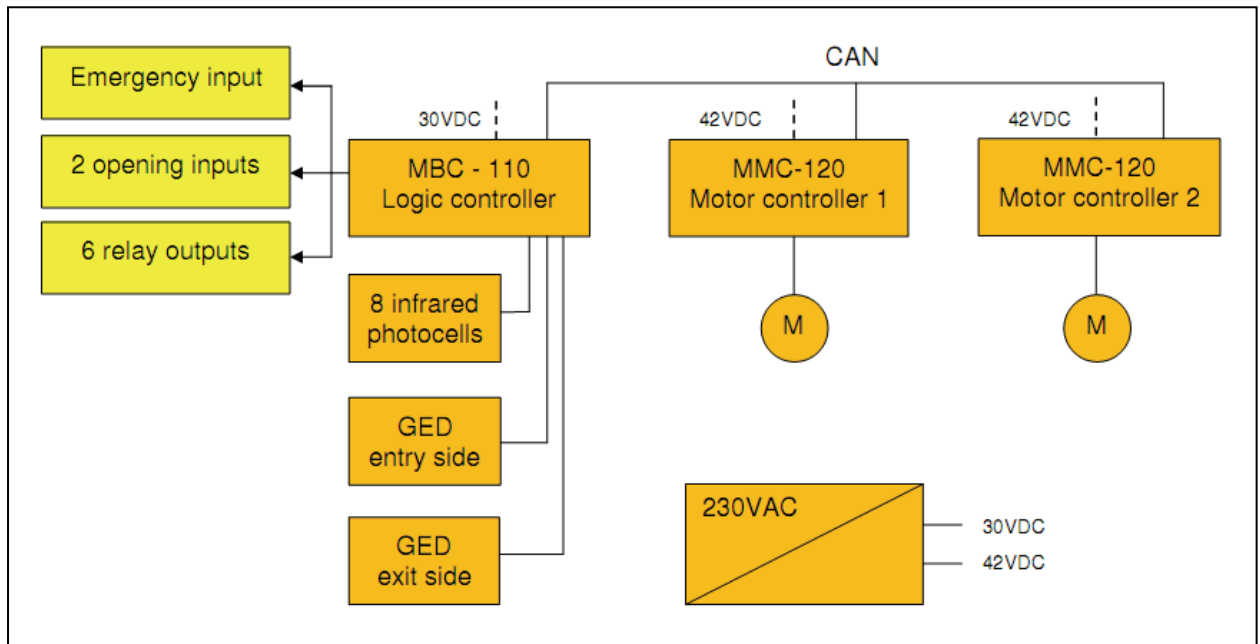 CAN
Emergency input
2 opening inputs
6 relay outputs
30VDC
MBC - 110
Logic controller
42VDC
MMC-120
Motor controller 1
42VDC
MMC-120
Motor controller 2
8 infrared
photocells
M
M
GED
entry side
GED
exit side
230VAC
30VDC
42VDC